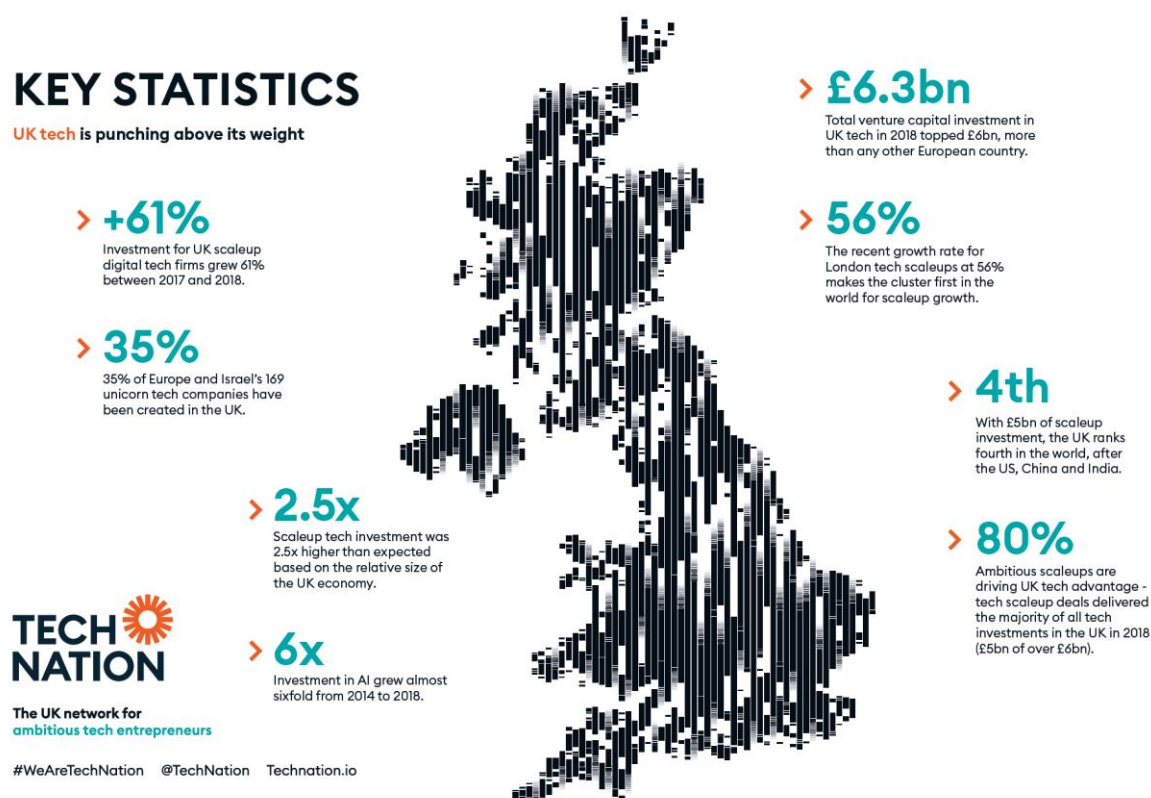 KEY STATISTICS
UK tech is punching above its weight
+61%
Investment for UK scaleup
digital tech firms grew 61%
between 2017 and 2018.
35%
35% of Europe and Israel's 169
unicorn tech companies have
been created in the UK.
2.5x
Scaleup tech investment was
2.5x higher than expected
based on the relative size of
the UK economy.
6x
Investment in AI grew almost
sixfold from 2014 to 2018.
£6.3bn
Total venture capital investment in
UK tech in 2018 topped £6bn, more
than any other European country.
56%
The recent growth rate for
London tech scaleups at 56%
makes the cluster first in the
world for scaleup growth.
4th
With £5bn of scaleup
investment, the UK ranks
fourth in the world, after
the US, China and India.
80%
Ambitious scaleups are
driving UK tech advantage -
tech scaleup deals delivered
the majority of all tech
investments in the UK in 2018
(£5bn of over £6bn).
TECH
NATION
The UK network for
ambitious tech entrepreneurs
#WeAreTechNation @TechNation Technation.io